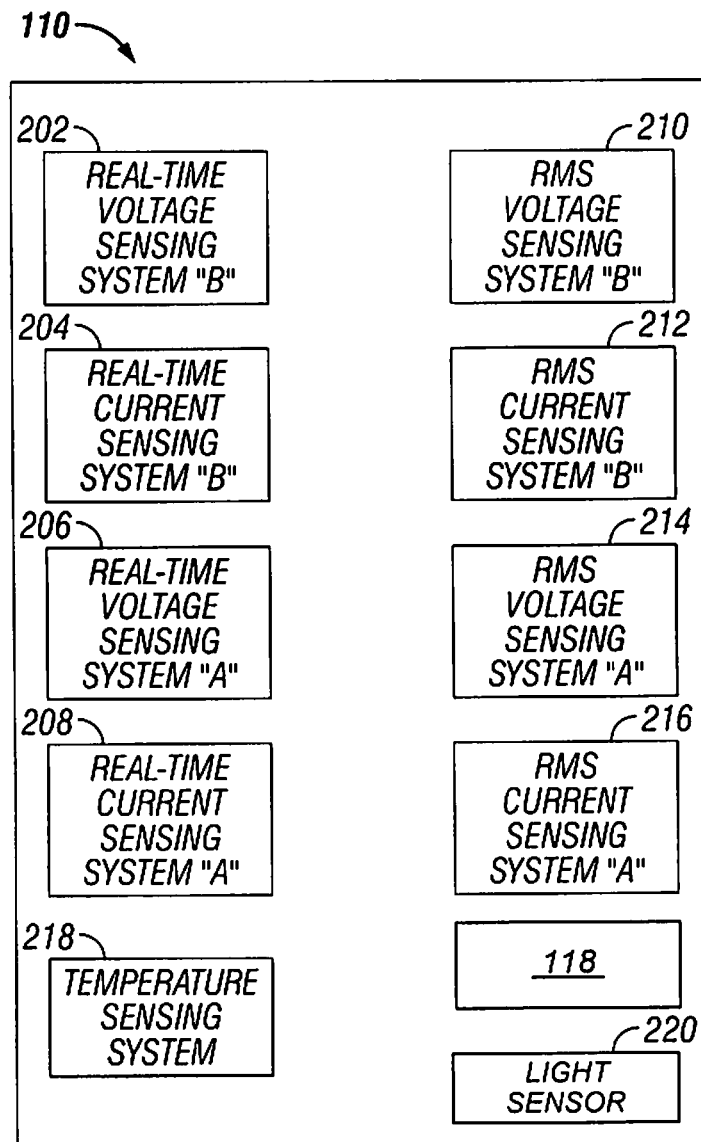 110
202
REAL-TIME
VOLTAGE
SENSING
SYSTEM "B"
210
RMS
VOLTAGE
SENSING
SYSTEM "B"
204
REAL-TIME
CURRENT
SENSING
SYSTEM "B"
212
RMS
CURRENT
SENSING
SYSTEM "B"
206
REAL-TIME
VOLTAGE
SENSING
SYSTEM "A"
214
RMS
VOLTAGE
SENSING
SYSTEM "A"
208
REAL-TIME
CURRENT
SENSING
SYSTEM "A"
216
RMS
CURRENT
SENSING
SYSTEM "A"
218
TEMPERATURE
SENSING
SYSTEM
118
220
LIGHT
SENSOR